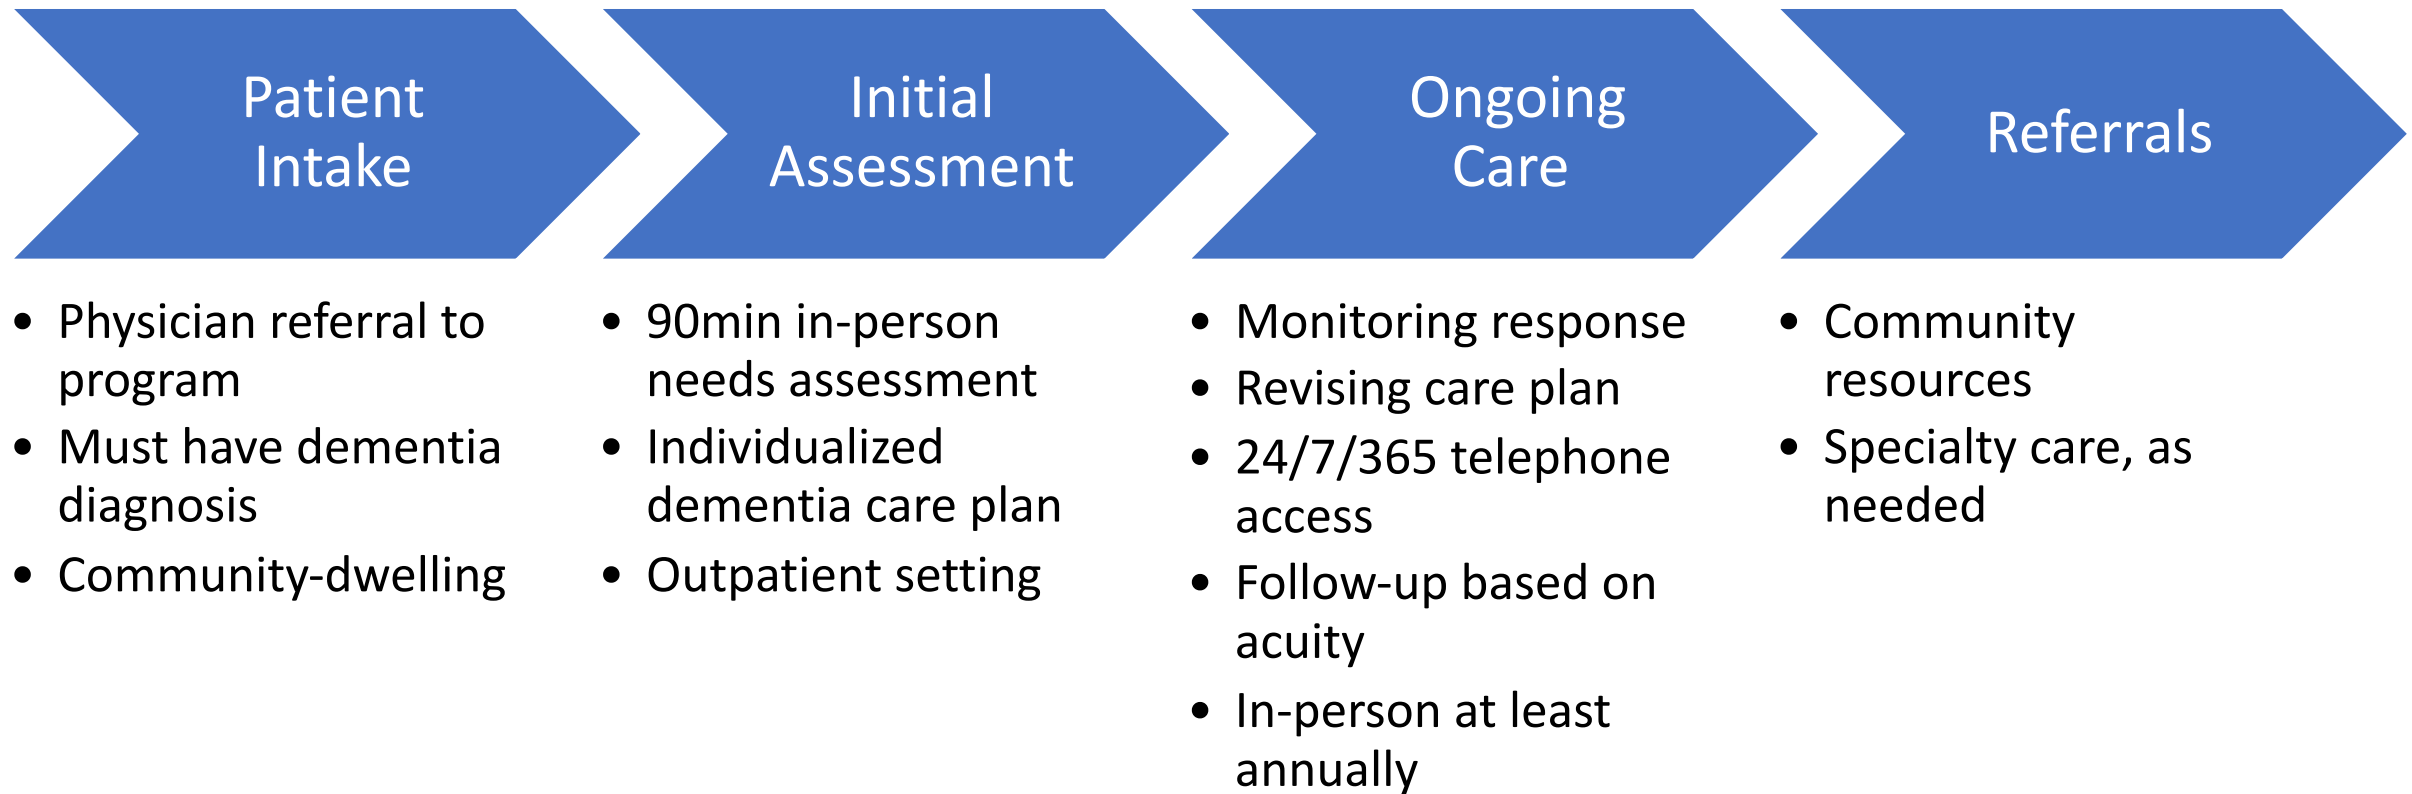 Patient
Intake
• Physician referral to
program
• Must have dementia
diagnosis
• Community-dwelling
Initial
Assessment
• 90min in-person
needs assessment
• Individualized
dementia care plan
• Outpatient setting
Ongoing
Care
• Monitoring response
• Revising care plan
• 24/7/365 telephone
access
• Follow-up based on
acuity
• In-person at least
annually
Referrals
• Community
resources
• Specialty care, as
needed